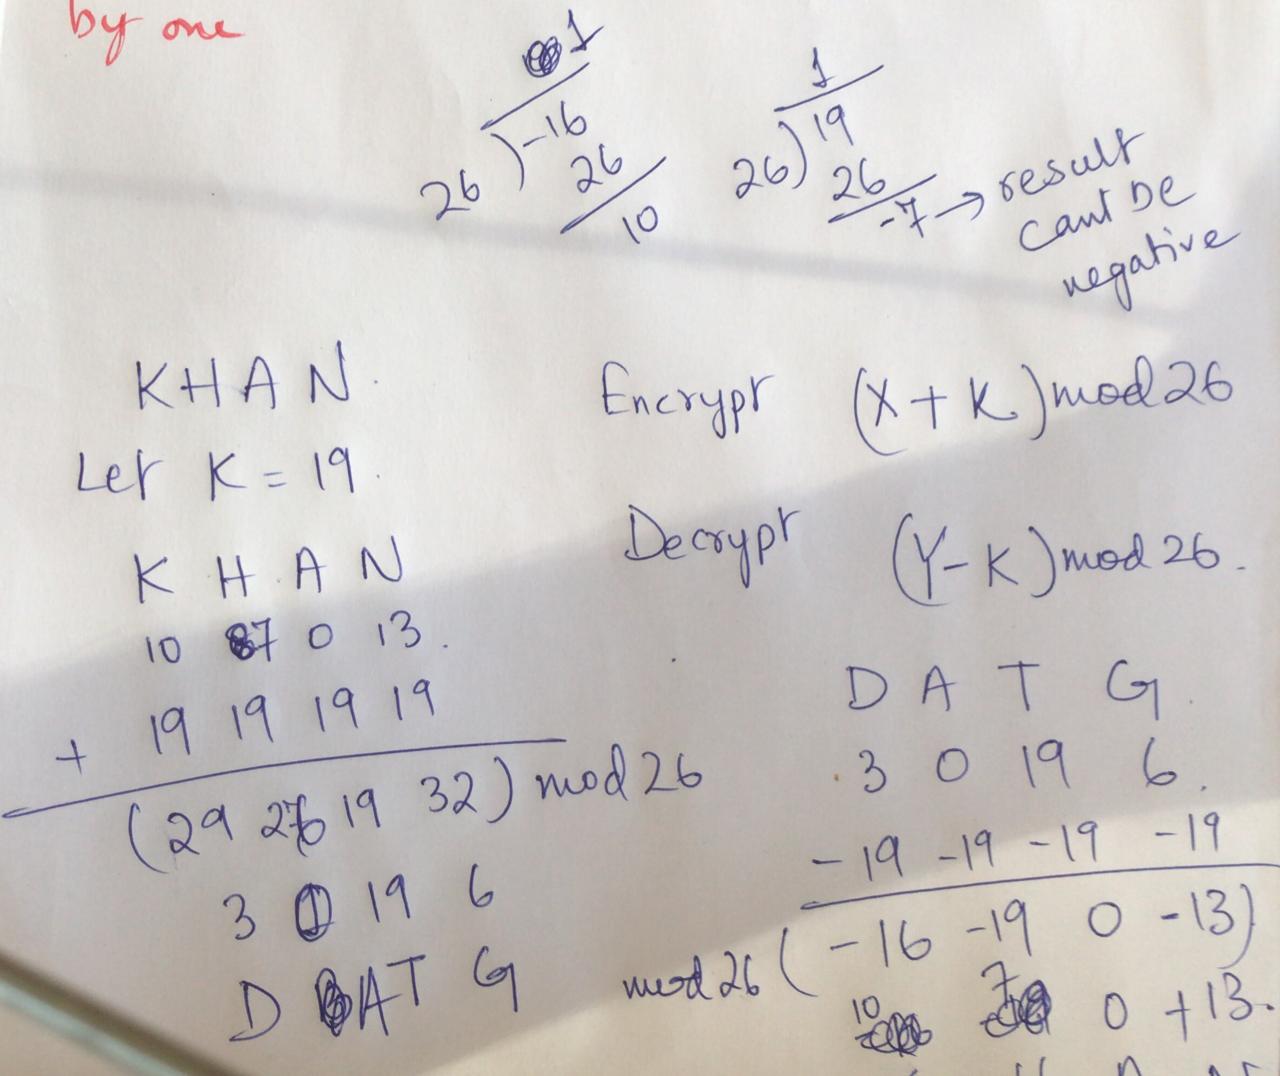 by one
1
26 ) -16
26
10
1
26 ) 19
26
-7 → result
cant be
negative
KHAN.
Let K = 19.
K H A N
10 7 0 13.
+ 19 19 19 19
(29 26 19 32) mod 26
3 0 19 6
D A T G
Encrypt (X + K) mod 26
Decrypt (Y - K) mod 26.
D A T G.
3 0 19 6.
-19 -19 -19 -19
mod 26 ( -16 -19 0 -13)
10 7 0 +13.